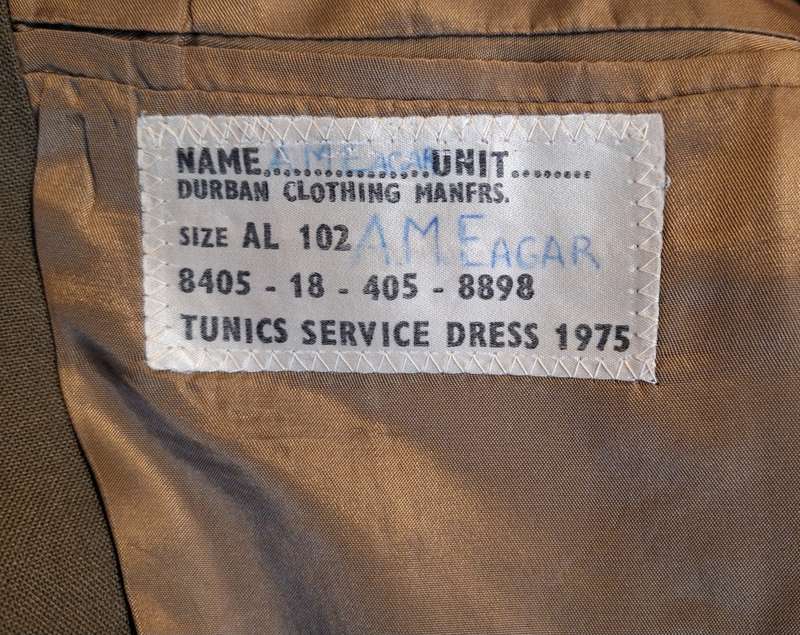 NAME A M EAGAR UNIT........
DURBAN CLOTHING MANFRS.
SIZE AL 102 A.M. EAGAR
8405 - 18 - 405 - 8898
TUNICS SERVICE DRESS 1975